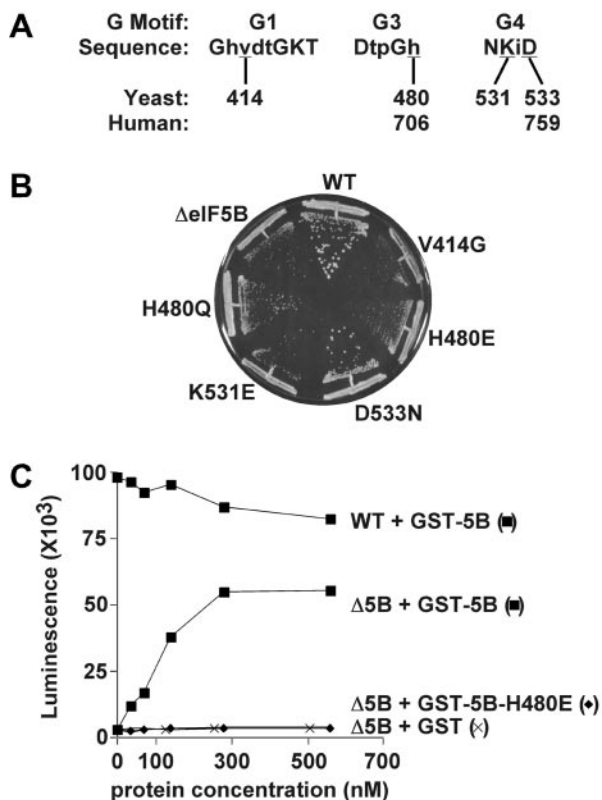 A
G Motif: G1 G3 G4
Sequence: GhvdtGKT DtpGh NKiD
Yeast: 414 480 531 533
Human: 706 759
B
WT
ΔeIF5B
V414G
H480Q
H480E
K531E
D533N
C
100
75
50
25
0
Luminescence (X10³)
WT + GST-5B (■)
Δ5B + GST-5B (■)
Δ5B + GST-5B-H480E (◆)
Δ5B + GST (×)
0 100 300 500 700
protein concentration (nM)